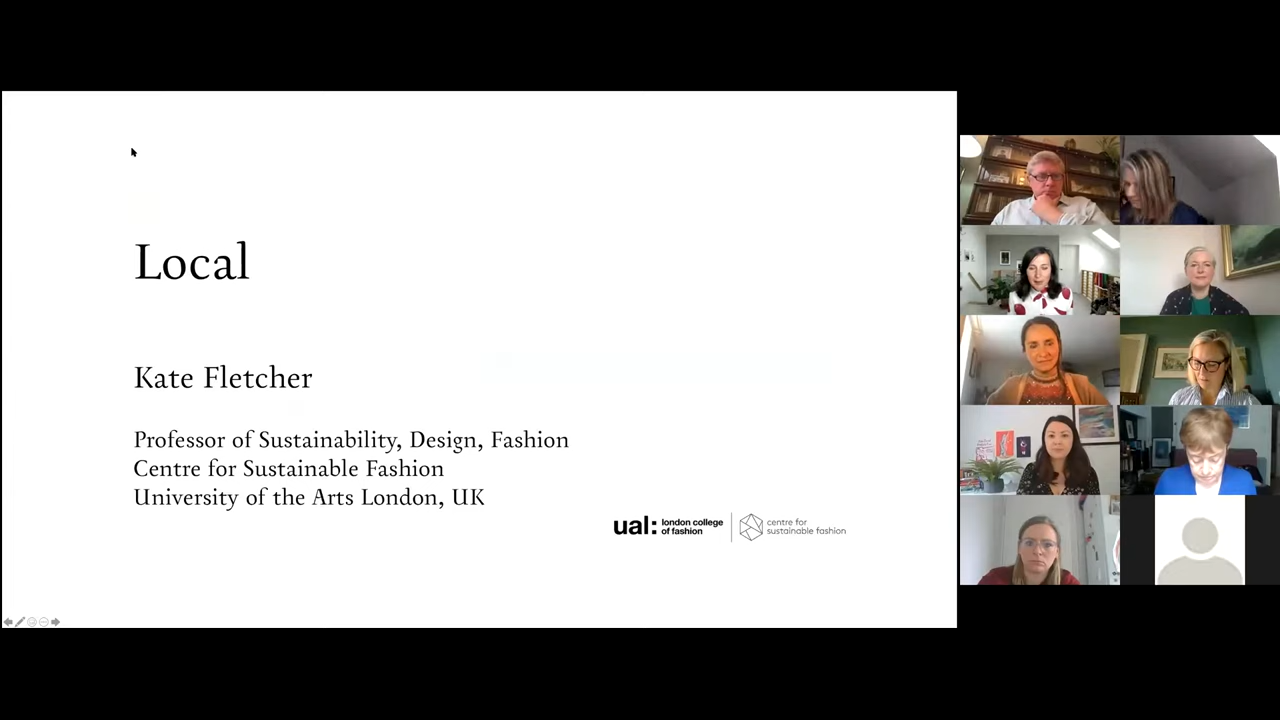 Local
Kate Fletcher
Professor of Sustainability, Design, Fashion
Centre for Sustainable Fashion
University of the Arts London, UK
ual: london college of fashion
centre for sustainable fashion